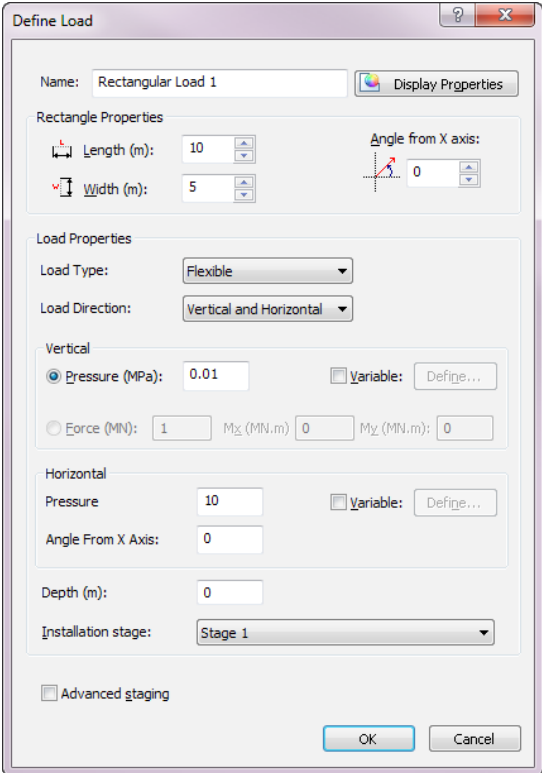 Define Load
Name: Rectangular Load 1 Display Properties
Rectangle Properties
L Length (m): 10
Angle from X axis:
W Width (m): 5
0
Load Properties
Load Type: Flexible
Load Direction: Vertical and Horizontal
Vertical
Pressure (MPa): 0.01 Variable: Define...
Force (MN): 1 Mx (MN.m) 0 My (MN.m): 0
Horizontal
Pressure 10 Variable: Define...
Angle From X Axis: 0
Depth (m): 0
Installation stage: Stage 1
Advanced staging
OK Cancel